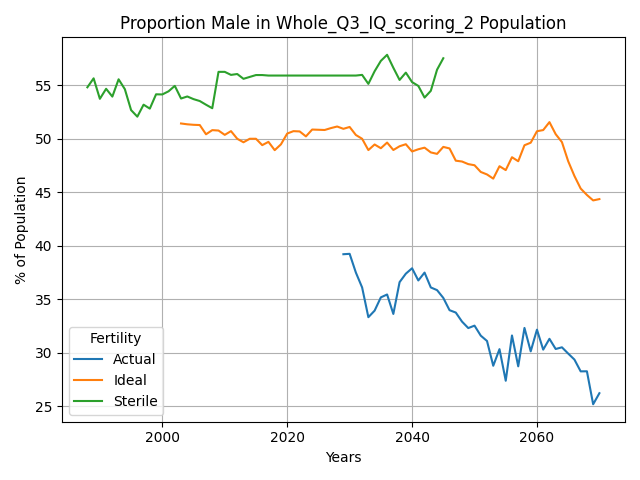 Proportion Male in Whole_Q3_IQ_scoring_2 Population
% of Population
55
50
45
40
35
30
25
Fertility
Actual
Ideal
Sterile
2000
2020
2040
2060
Years